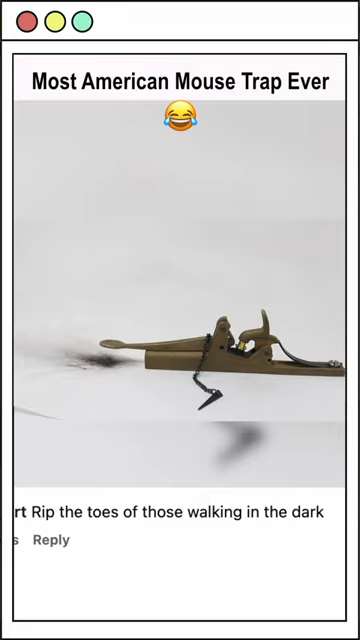 Most American Mouse Trap Ever
😂
rt Rip the toes of those walking in the dark
s Reply